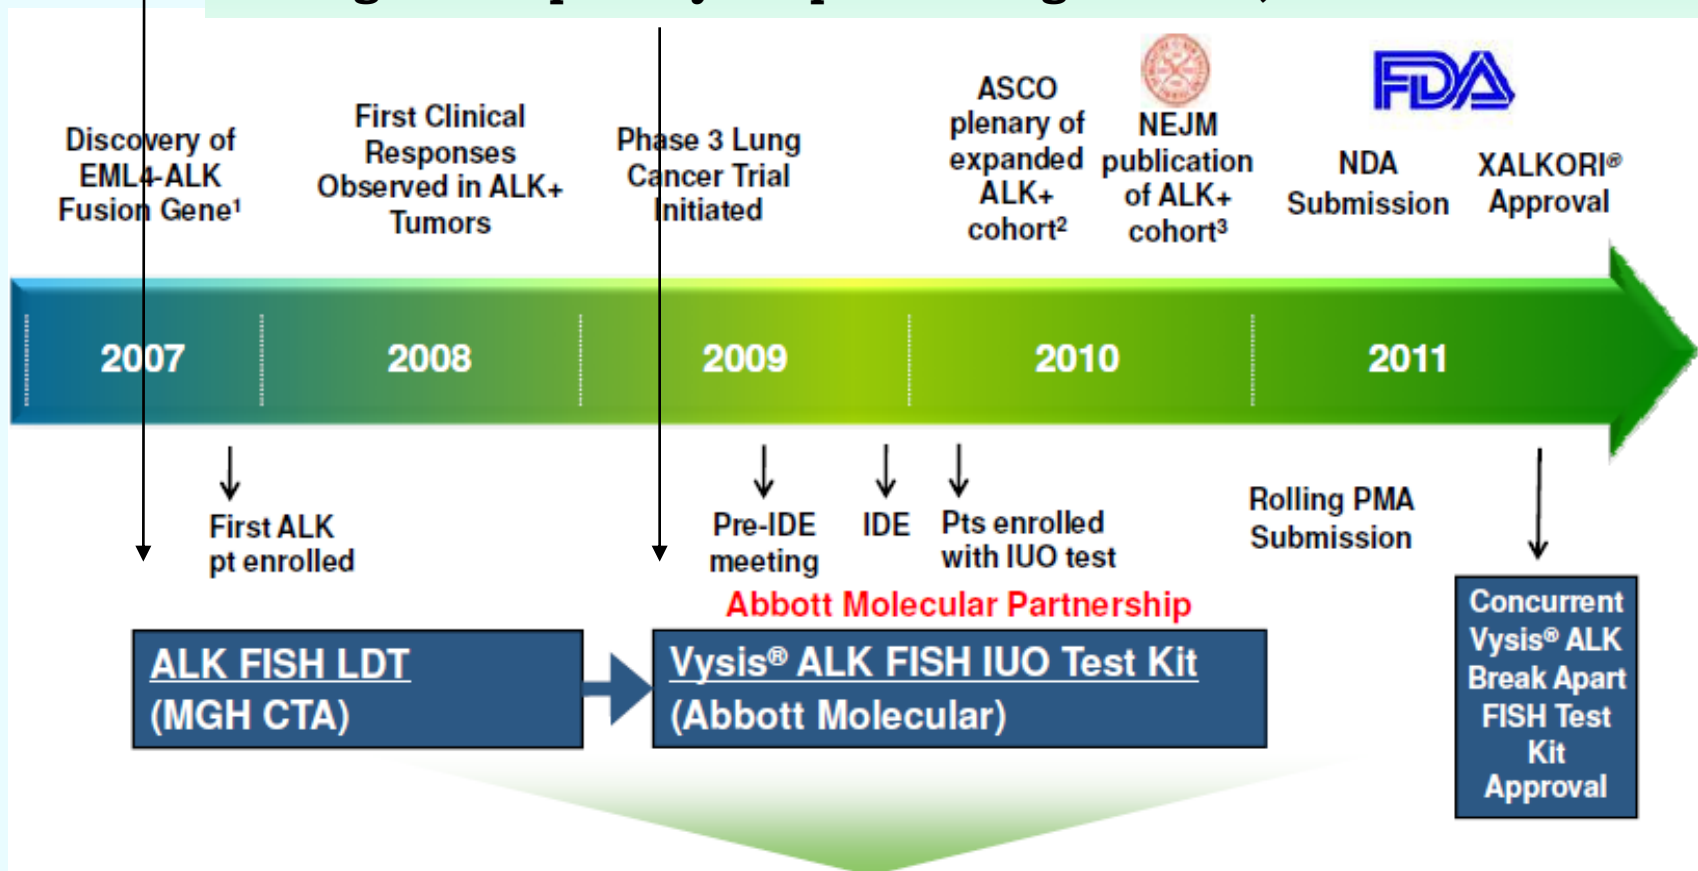 Discovery of
EML4-ALK
Fusion Gene¹
First Clinical
Responses
Observed in ALK+
Tumors
Phase 3 Lung
Cancer Trial
Initiated
ASCO
plenary of
expanded
ALK+
cohort²
NEJM
publication
of ALK+
cohort³
FDA
NDA
Submission
XALKORI®
Approval
2007
2008
2009
2010
2011
First ALK
pt enrolled
Pre-IDE
meeting
IDE
Pts enrolled
with IUO test
Rolling PMA
Submission
Abbott Molecular Partnership
ALK FISH LDT
(MGH CTA)
Vysis® ALK FISH IUO Test Kit
(Abbott Molecular)
Concurrent
Vysis® ALK
Break Apart
FISH Test
Kit
Approval